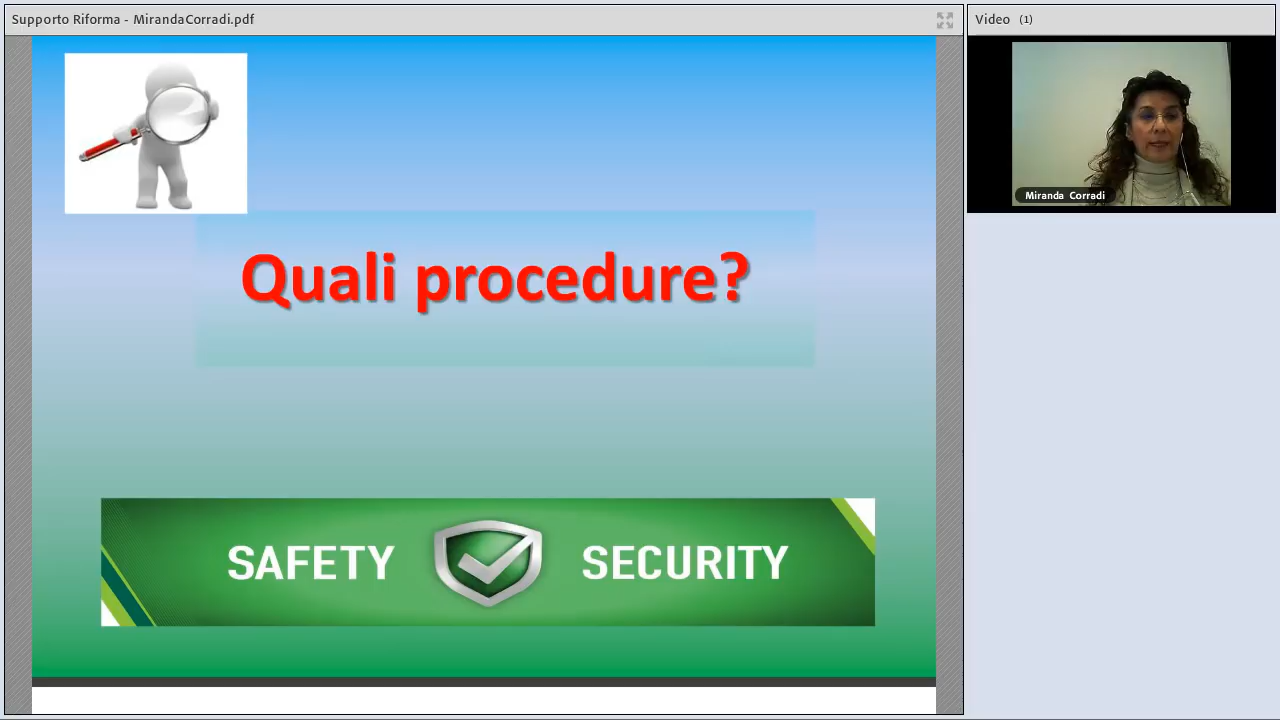 Supporto Riforma - MirandaCorradi.pdf
Video (1)
Miranda Corradi
Quali procedure?
SAFETY SECURITY